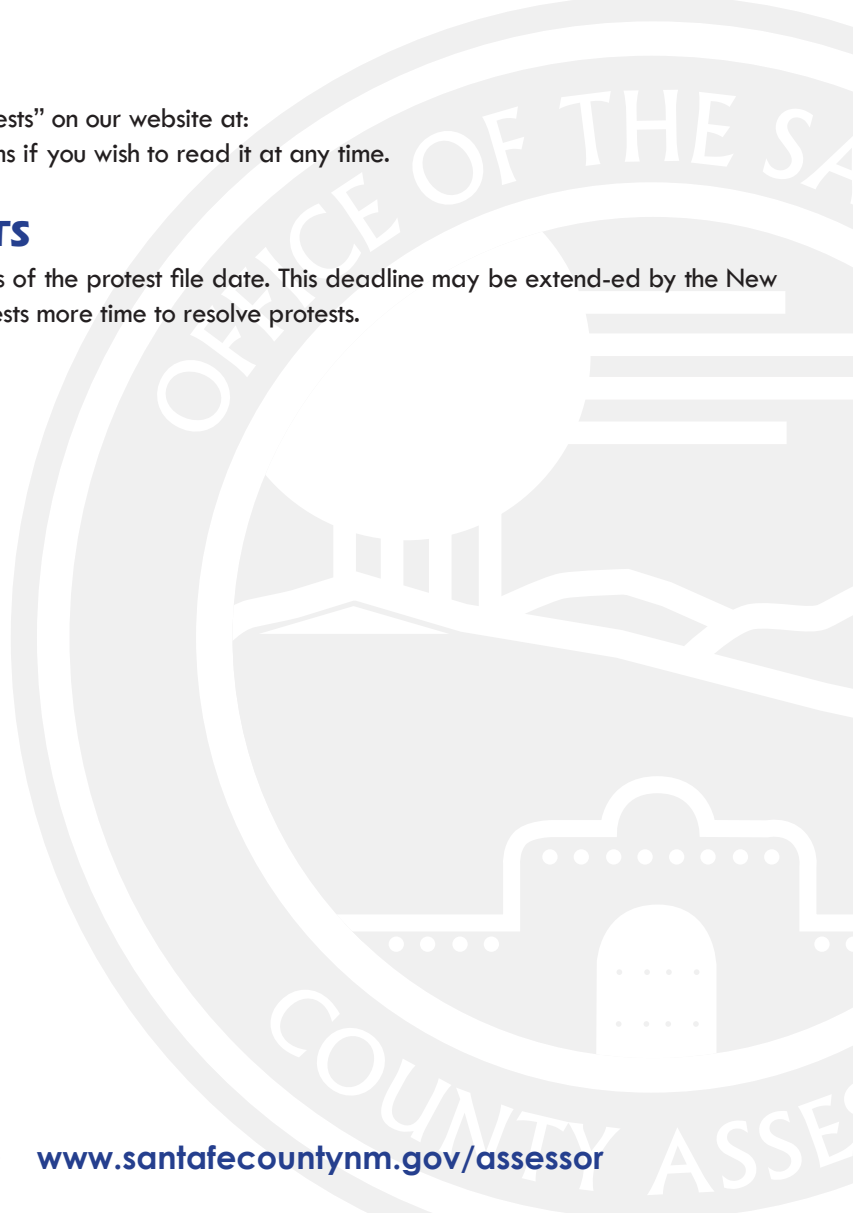 ests” on our website at:
ns if you wish to read it at any time.
TS
s of the protest file date. This deadline may be extend-ed by the New
ests more time to resolve protests.
OFFICE OF THE SA
COUNTY ASSES
www.santafecountynm.gov/assessor